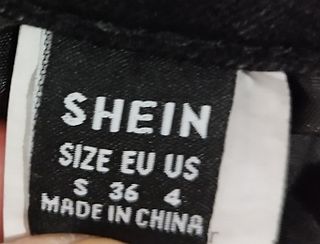 SHEIN
SIZE EU US
S 36 4
MADE IN CHINA